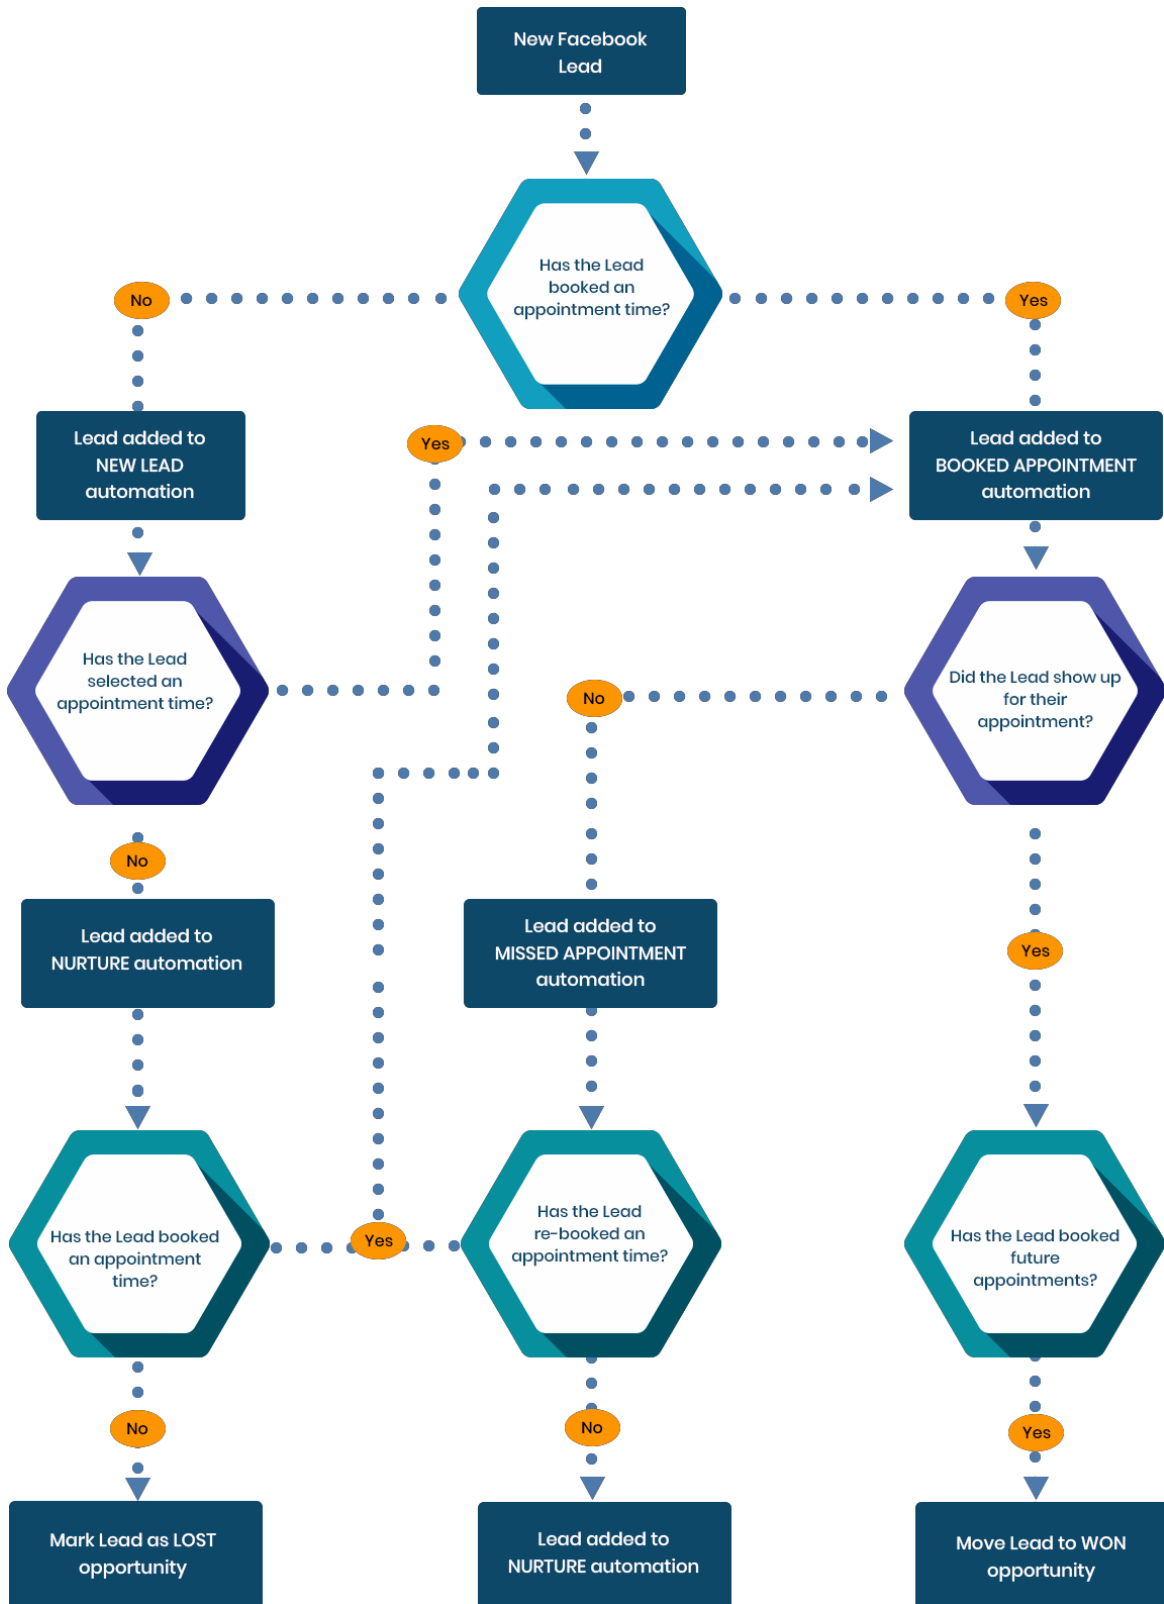 New Facebook
Lead
Has the Lead
booked an
appointment time?
No
Yes
Lead added to
NEW LEAD
automation
Yes
Lead added to
BOOKED APPOINTMENT
automation
Has the Lead
selected an
appointment time?
No
Did the Lead show up
for their
appointment?
No
Lead added to
NURTURE automation
Lead added to
MISSED APPOINTMENT
automation
Yes
Has the Lead booked
an appointment
time?
Yes
Has the Lead
re-booked an
appointment time?
Has the Lead booked
future
appointments?
No
No
Yes
Mark Lead as LOST
opportunity
Lead added to
NURTURE automation
Move Lead to WON
opportunity